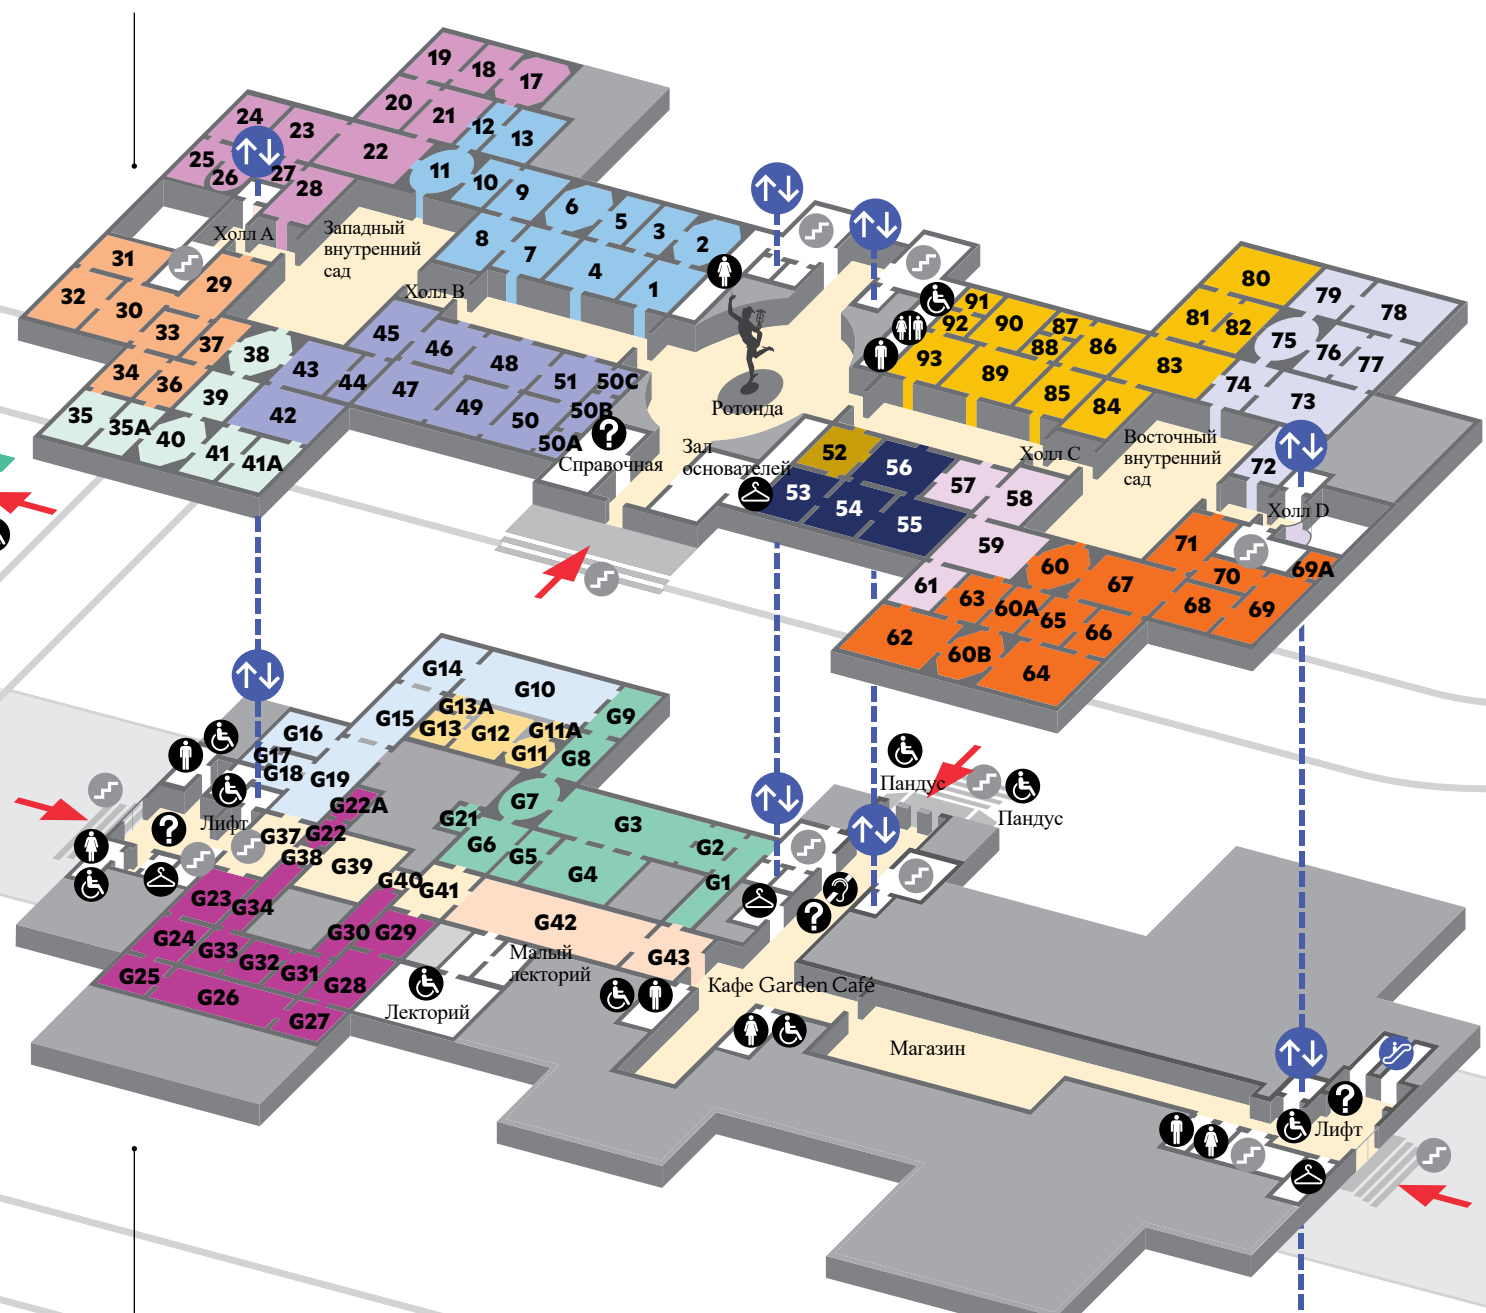 19
18
17
20
21
24
23
22
12
13
25
26
27
28
11
10
9
6
5
3
2
8
7
4
1
Холл A
Западный
внутренний
сад
Холл B
31
32
30
29
33
37
34
36
38
39
35
35A
40
41
41A
45
46
48
43
44
47
51
50C
42
49
50
50B
50A
Справочная
Ротонда
Зал
основателей
91
92
90
87
88
86
93
89
85
84
83
81
82
80
79
78
75
76
77
74
73
72
Холл C
Восточный
внутренний
сад
Холл D
52
56
53
54
55
57
58
59
61
60
63
60A
67
65
66
62
60B
64
71
70
69A
68
69
G14
G10
G13A
G15
G13
G12
G11A
G11
G9
G8
G16
G17
G18
G19
G7
G22A
G21
G3
G2
G6
G5
G4
G1
Лифт
G37
G22
G38
G39
G40
G41
G42
G43
G23
G34
G24
G33
G32
G31
G30
G29
G25
G26
G28
G27
Малый
лекторий
Лекторий
Пандус
Пандус
Кафе Garden Café
Магазин
Лифт